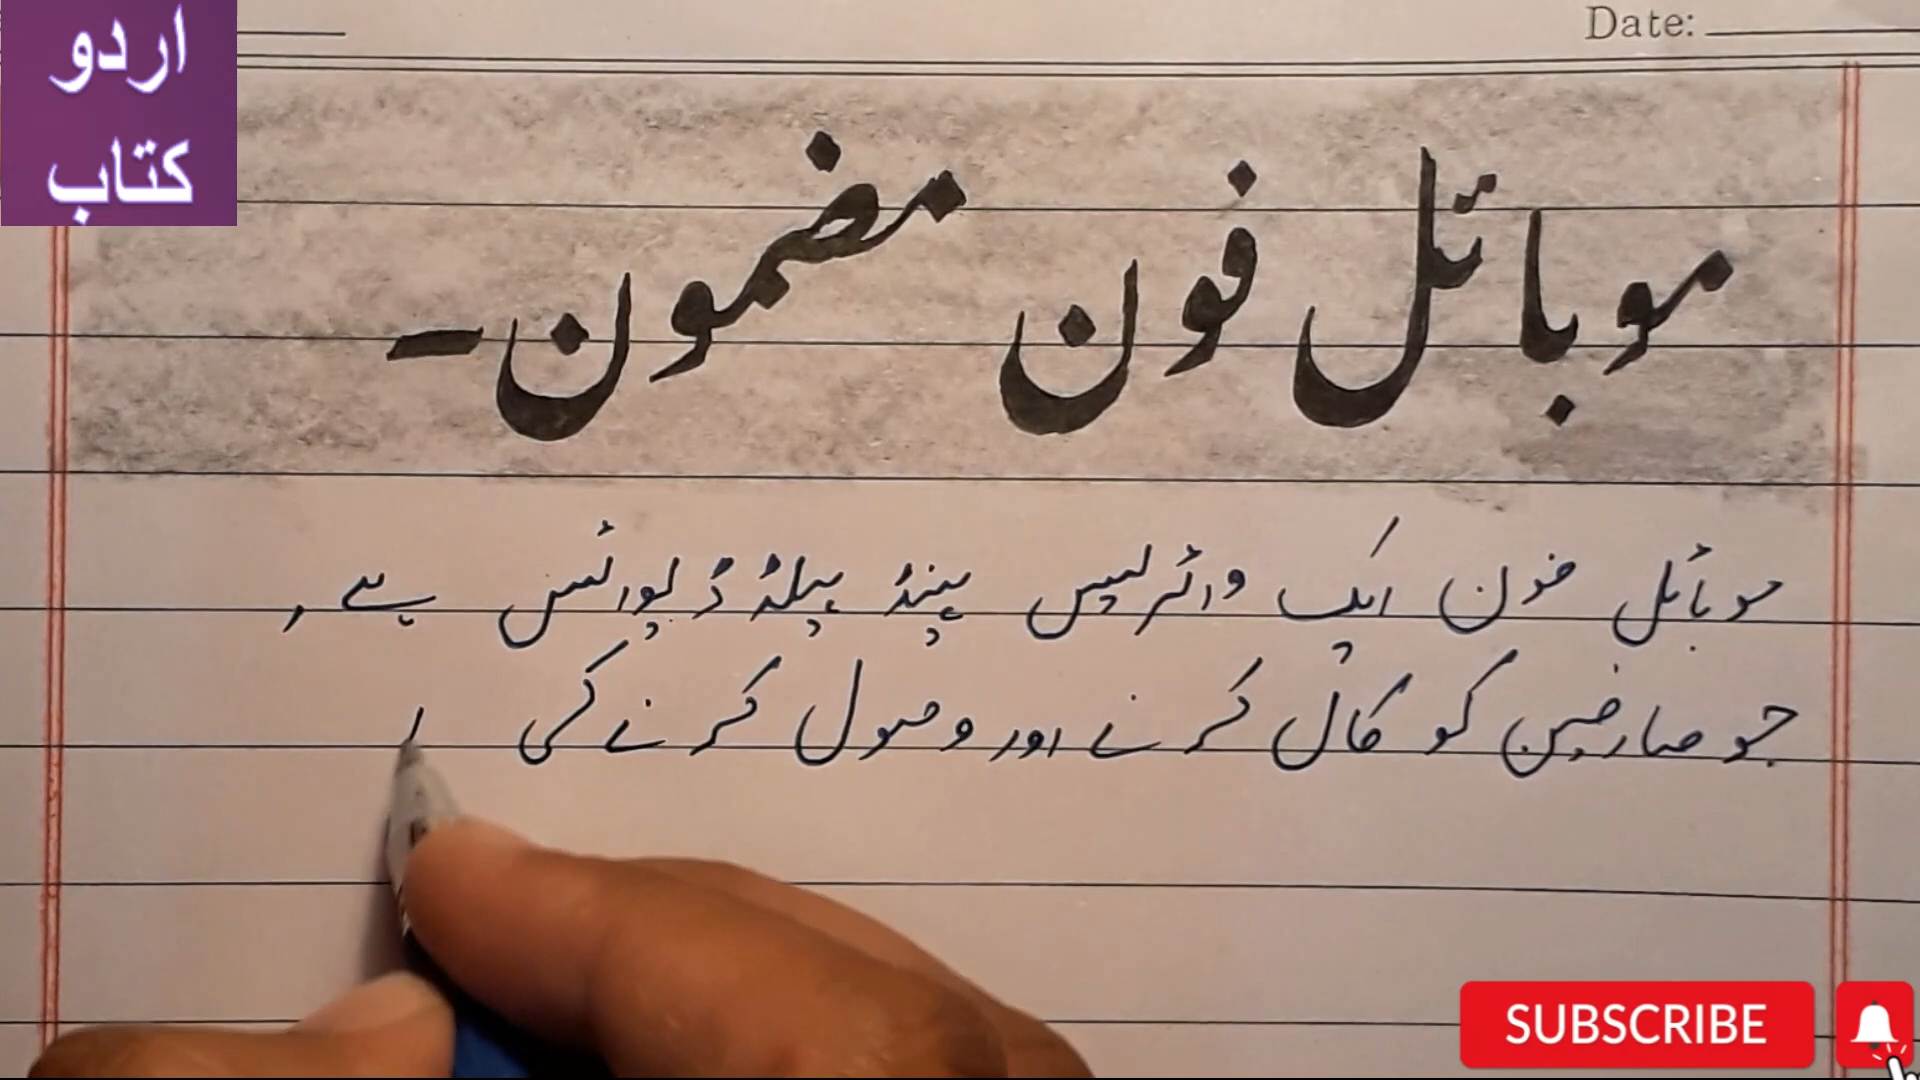 اردو
کتاب
Date:
موبائل فون مضمون-
موبائل فون ایک وائرلیس ہینڈ ہیلڈ ڈیوائس ہے,
جو صارفین کو کال کرنے اور وصول کرنے کی ا
SUBSCRIBE